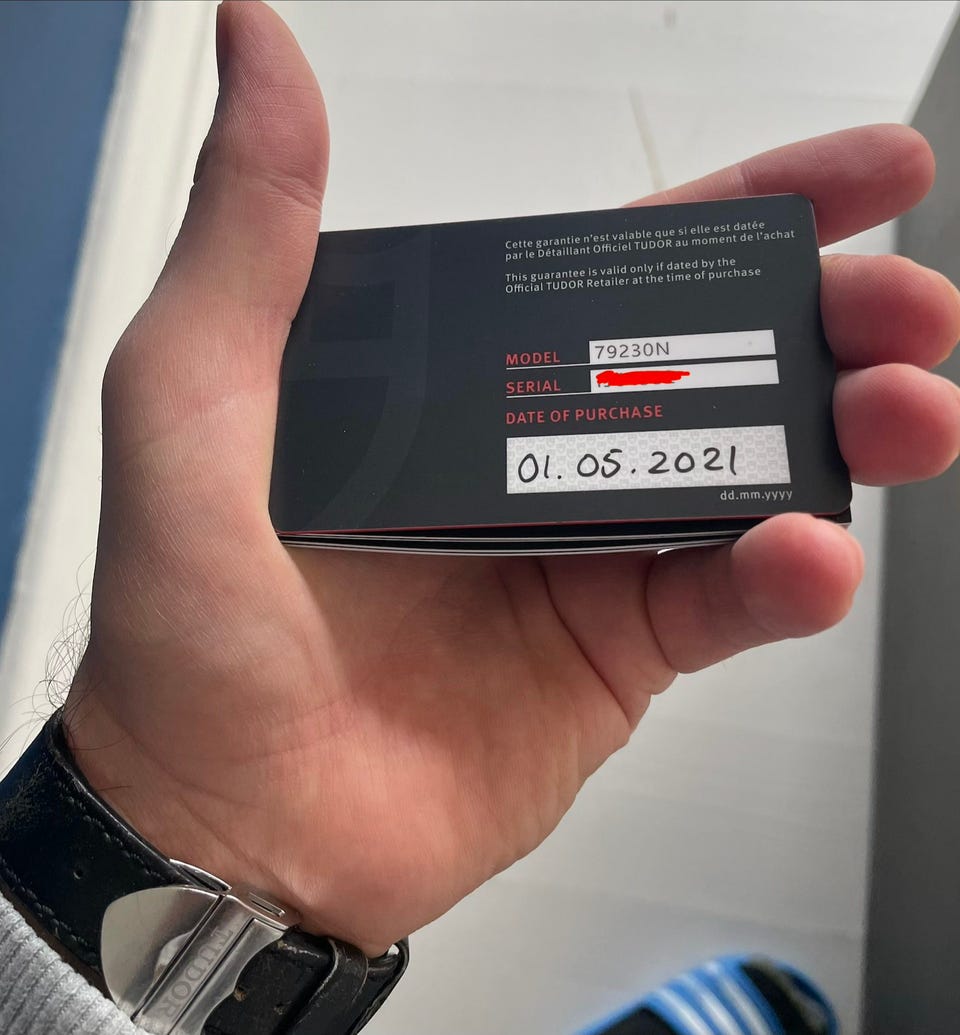 Cette garantie n'est valable que si elle est datée
par le Détaillant Officiel TUDOR au moment de l'achat
This guarantee is valid only if dated by the
Official TUDOR Retailer at the time of purchase
MODEL 79230N
SERIAL
DATE OF PURCHASE
01.05.2021
dd.mm.yyyy
TUDOR